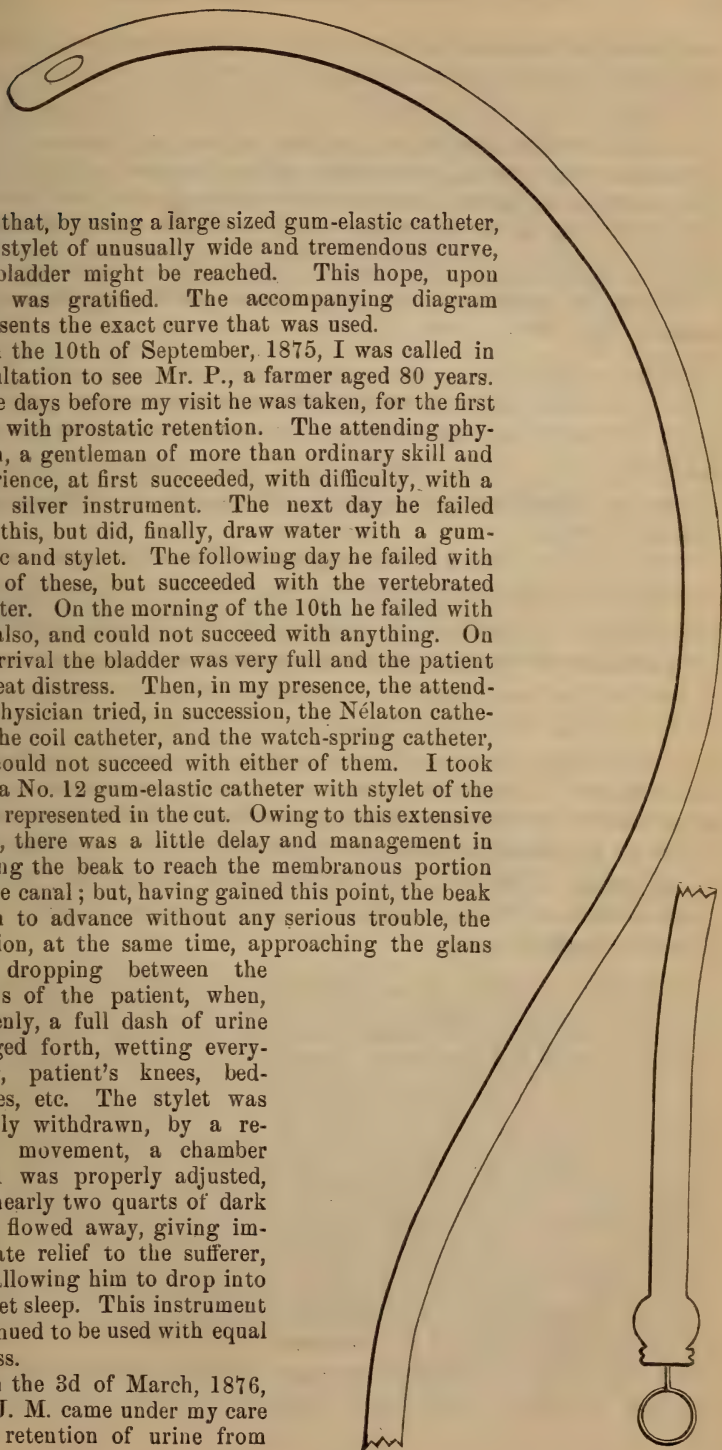 that, by using a large sized gum-elastic catheter,
stylet of unusually wide and tremendous curve,
bladder might be reached. This hope, upon
was gratified. The accompanying diagram
sents the exact curve that was used.
the 10th of September, 1875, I was called in
ultation to see Mr. P., a farmer aged 80 years.
e days before my visit he was taken, for the first
with prostatic retention. The attending phy-
n, a gentleman of more than ordinary skill and
rience, at first succeeded, with difficulty, with a
silver instrument. The next day he failed
this, but did, finally, draw water with a gum-
c and stylet. The following day he failed with
of these, but succeeded with the vertebrated
ter. On the morning of the 10th he failed with
also, and could not succeed with anything. On
rrival the bladder was very full and the patient
eat distress. Then, in my presence, the attend-
hysician tried, in succession, the Nélaton cathe-
he coil catheter, and the watch-spring catheter,
ould not succeed with either of them. I took
a No. 12 gum-elastic catheter with stylet of the
represented in the cut. Owing to this extensive
, there was a little delay and management in
ng the beak to reach the membranous portion
e canal; but, having gained this point, the beak
n to advance without any serious trouble, the
ion, at the same time, approaching the glans
dropping between the
s of the patient, when,
enly, a full dash of urine
ged forth, wetting every-
, patient's knees, bed-
es, etc. The stylet was
ly withdrawn, by a re-
movement, a chamber
was properly adjusted,
nearly two quarts of dark
flowed away, giving im-
ate relief to the sufferer,
llowing him to drop into
et sleep. This instrument
nued to be used with equal
ss.
the 3d of March, 1876,
J. M. came under my care
retention of urine from